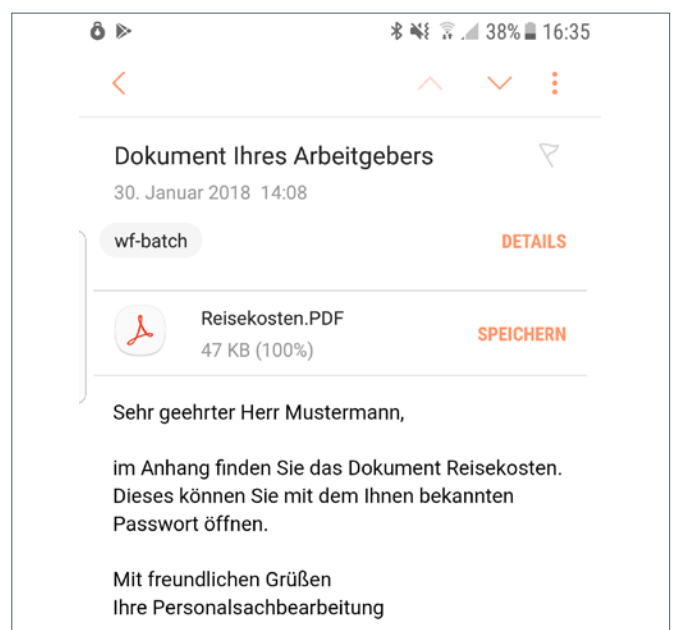 38% 16:35
Dokument Ihres Arbeitgebers
30. Januar 2018 14:08
wf-batch
DETAILS
Reisekosten.PDF
47 KB (100%)
SPEICHERN
Sehr geehrter Herr Mustermann,
im Anhang finden Sie das Dokument Reisekosten.
Dieses können Sie mit dem Ihnen bekannten
Passwort öffnen.
Mit freundlichen Grüßen
Ihre Personalsachbearbeitung